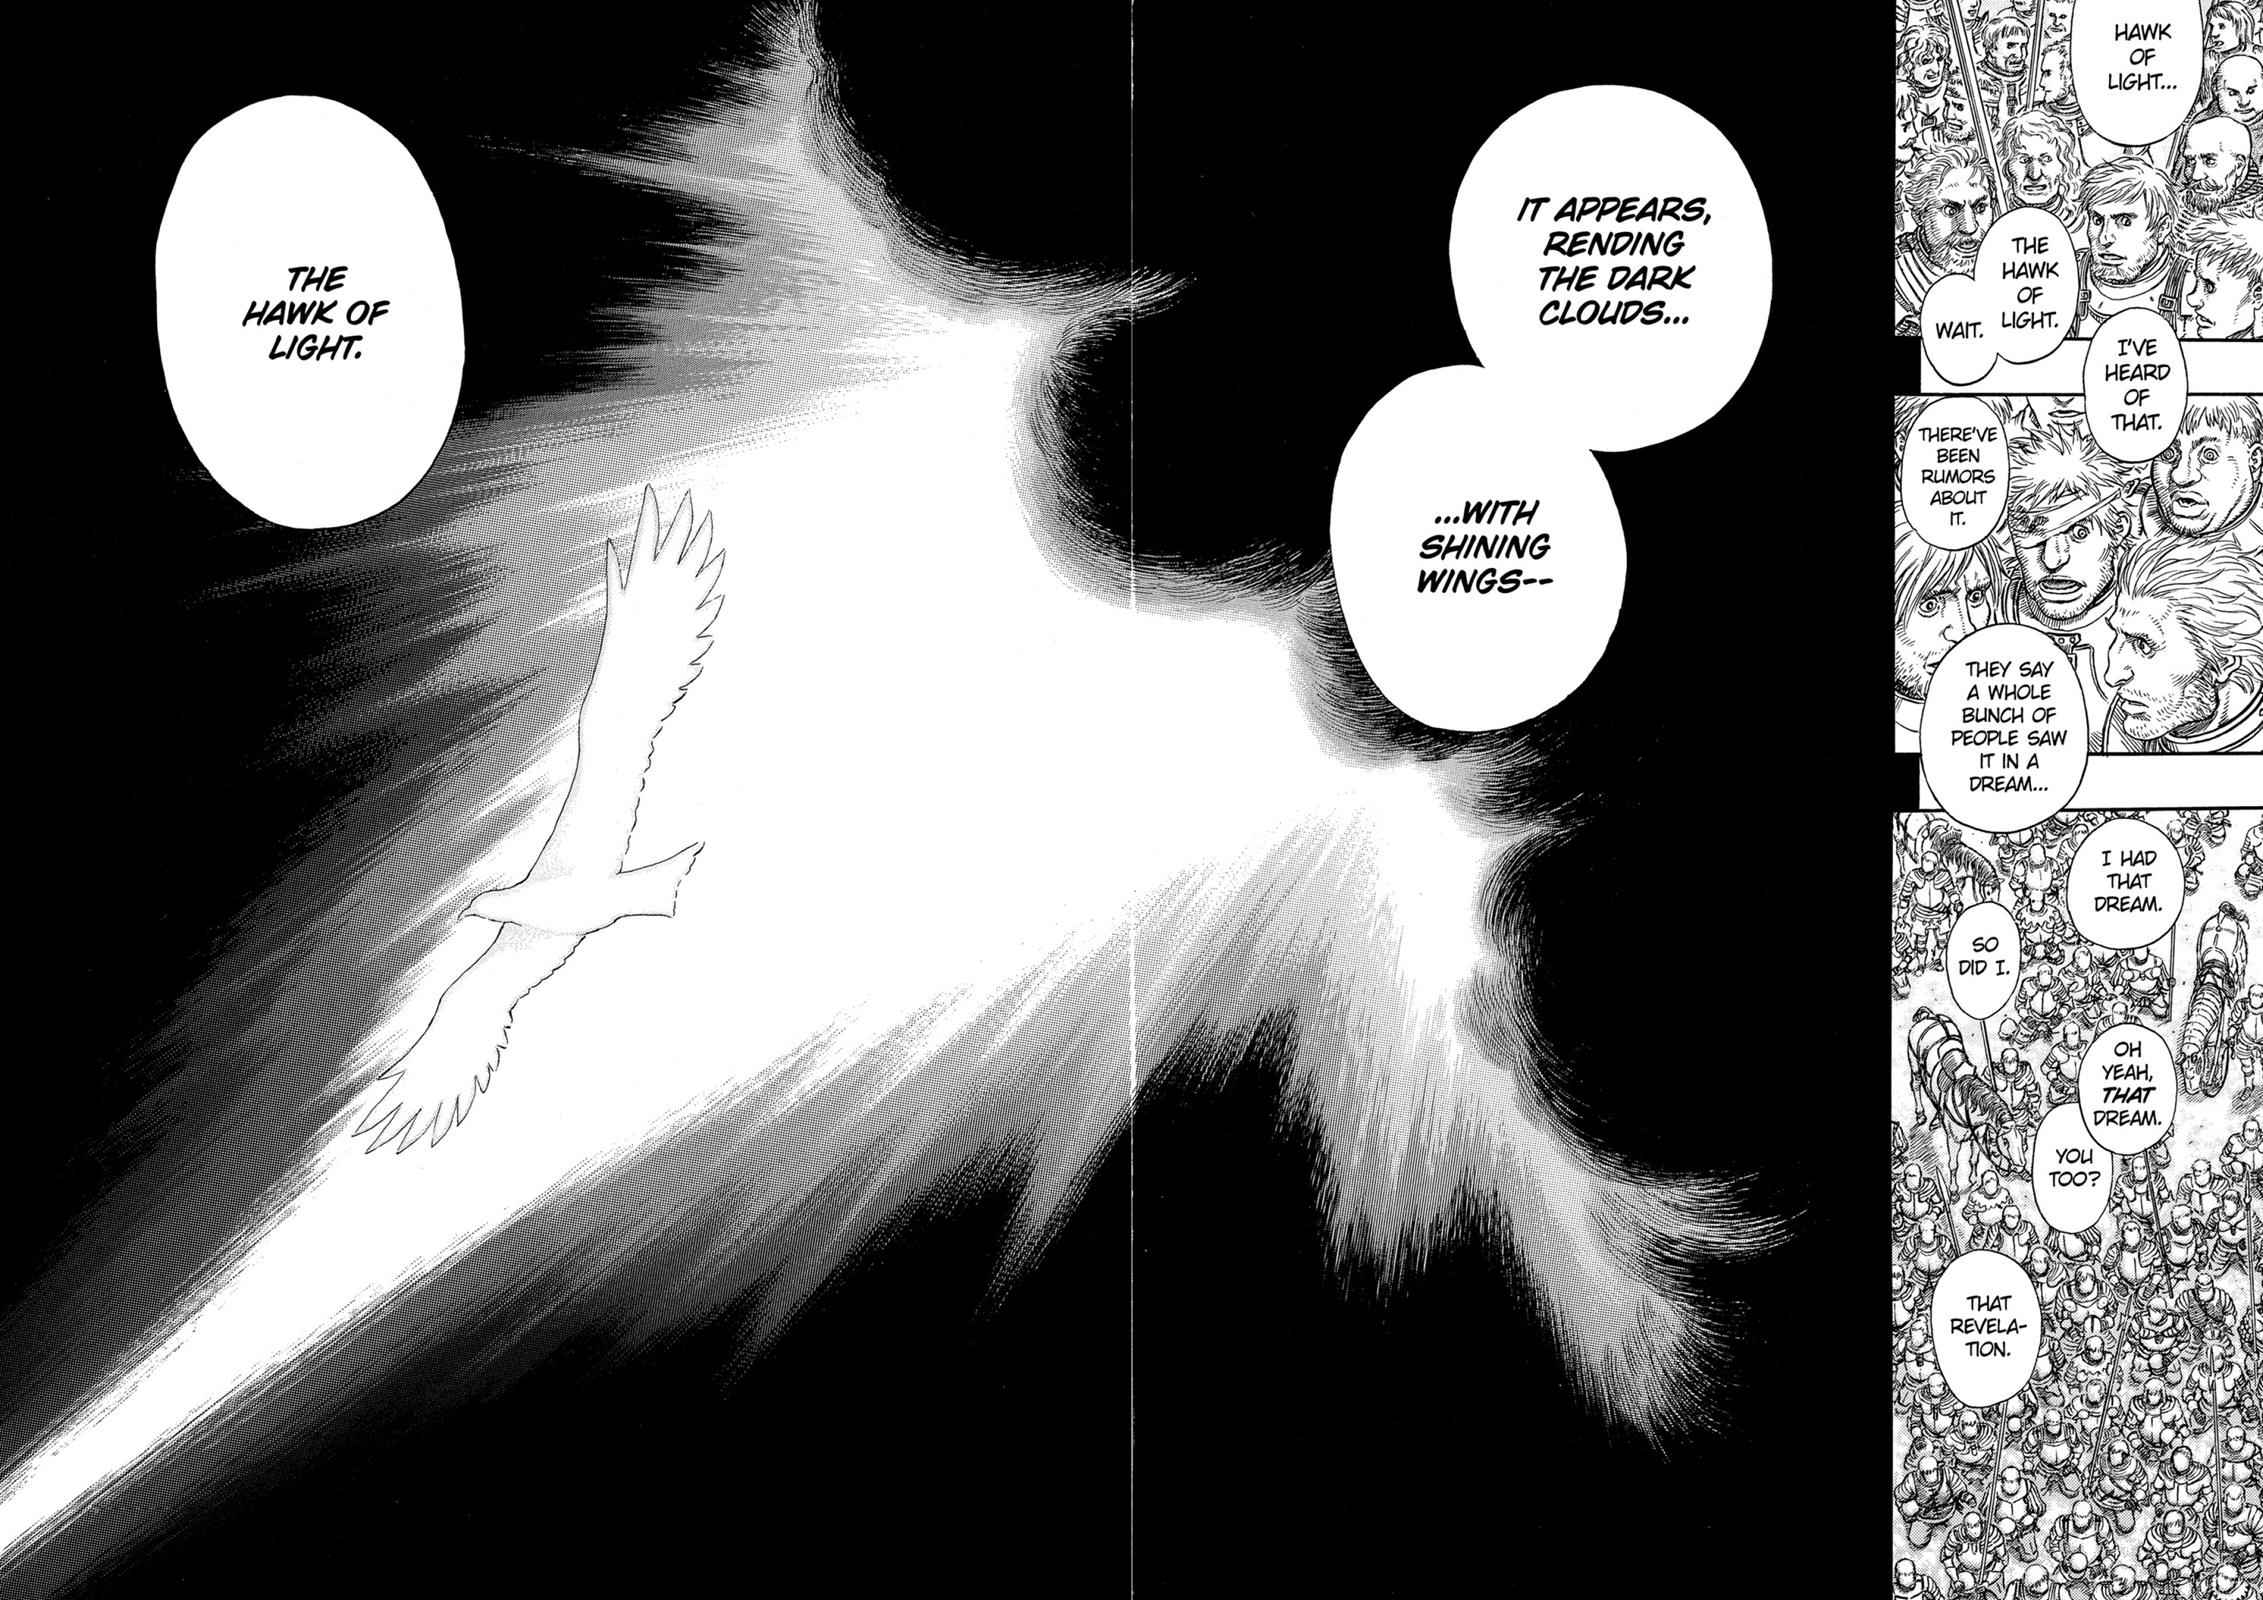 HAWK
OF
LIGHT...
THE
HAWK
OF
LIGHT.
WAIT.
I'VE
HEARD
OF
THAT.
THERE'VE
BEEN
RUMORS
ABOUT
IT.
THEY SAY
A WHOLE
BUNCH OF
PEOPLE SAW
IT IN A
DREAM...
I HAD
THAT
DREAM.
SO
DID I.
OH
YEAH,
THAT
DREAM.
YOU
TOO?
THAT
REVELA-
TION.
IT APPEARS,
RENDING
THE DARK
CLOUDS...
...WITH
SHINING
WINGS--
THE
HAWK OF
LIGHT.